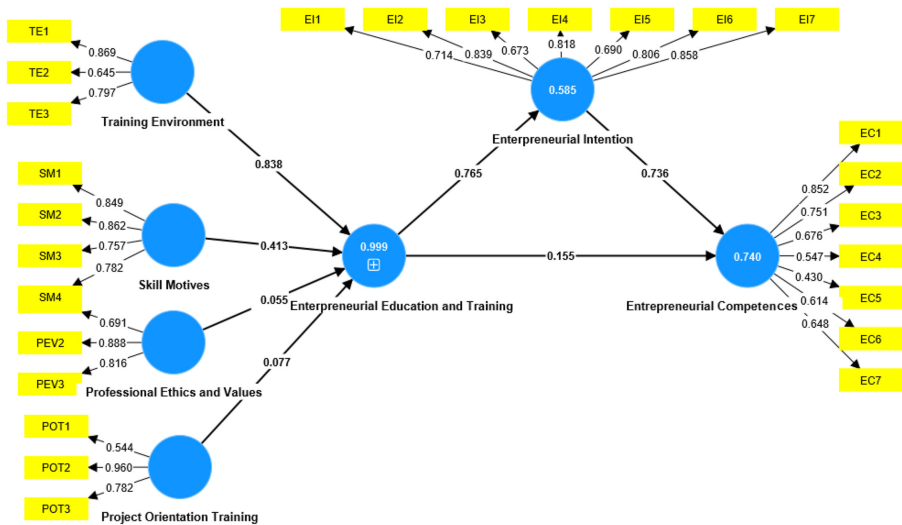 EI1
EI2
EI3
EI4
EI5
EI6
EI7
0.714
0.839
0.673
0.818
0.690
0.806
0.858
0.585
Enterpreneurial Intention
TE1
TE2
TE3
0.869
0.645
0.797
Training Environment
0.838
0.765
0.736
SM1
SM2
SM3
SM4
0.849
0.862
0.757
0.782
Skill Motives
0.413
0.999
Enterpreneurial Education and Training
0.155
0.740
Entrepreneurial Competences
EC1
EC2
EC3
EC4
EC5
EC6
EC7
0.852
0.751
0.676
0.547
0.430
0.614
0.648
0.055
PEV2
PEV3
0.691
0.888
0.816
Professional Ethics and Values
0.077
POT1
POT2
POT3
0.544
0.960
0.782
Project Orientation Training